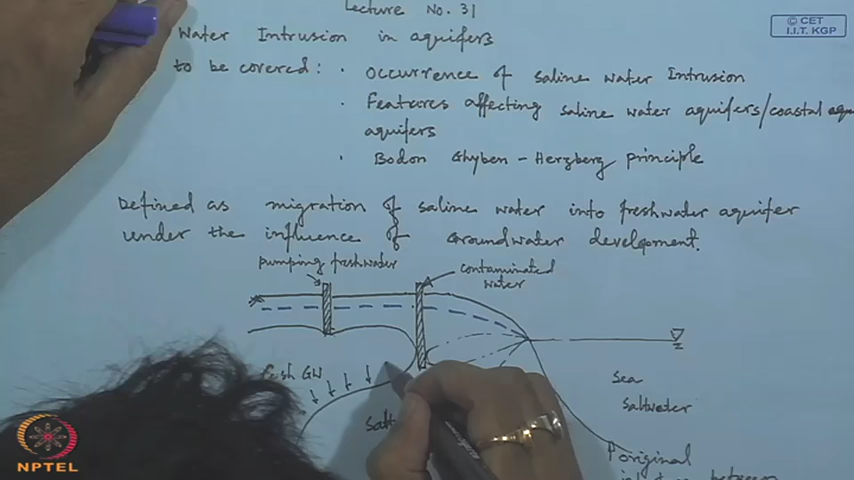 Lecture No. 31
© CET
I.I.T. KGP
Water Intrusion in aquifers
to be covered : · Occurrence of saline water Intrusion
· Features affecting saline water aquifers/coastal
aquifers
· Bodon Ghyben - Herzberg principle
Defined as migration of saline water into freshwater aquifer
under the influence of Groundwater development.
pumping freshwater
contaminated
water
GW
Sea
saltwater
original
between
NPTEL